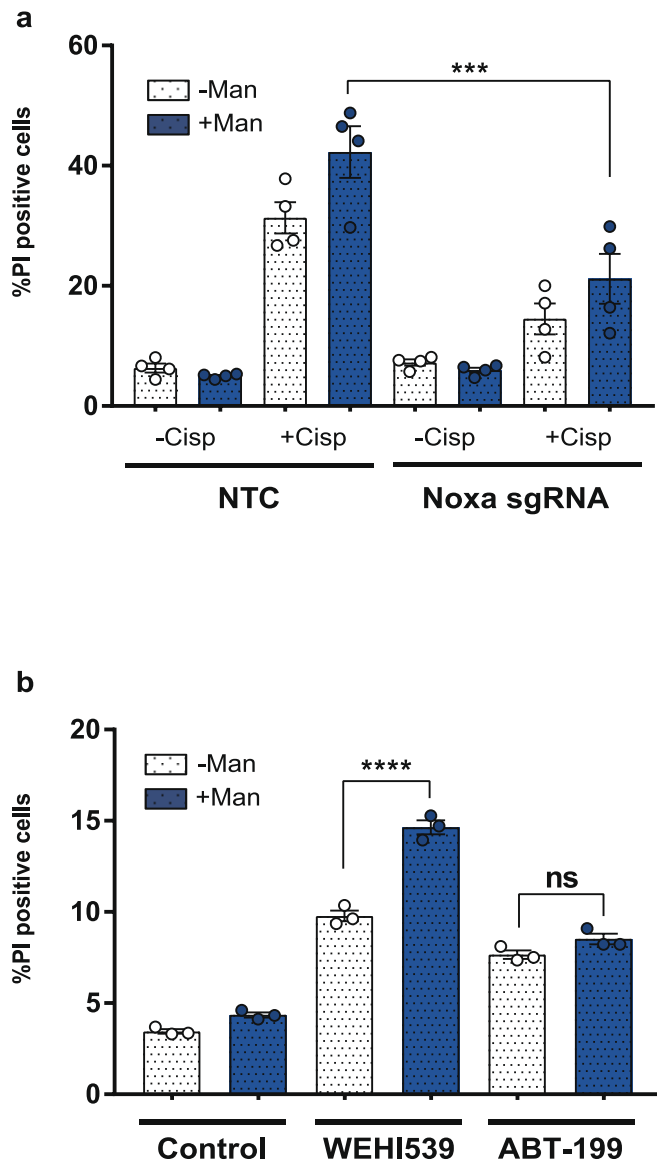 a
60
40
20
0
%PI positive cells
-Man
+Man
***
-Cisp +Cisp -Cisp +Cisp
NTC Noxa sgRNA
b
20
15
10
5
0
%PI positive cells
-Man
+Man
****
ns
Control WEHI539 ABT-199